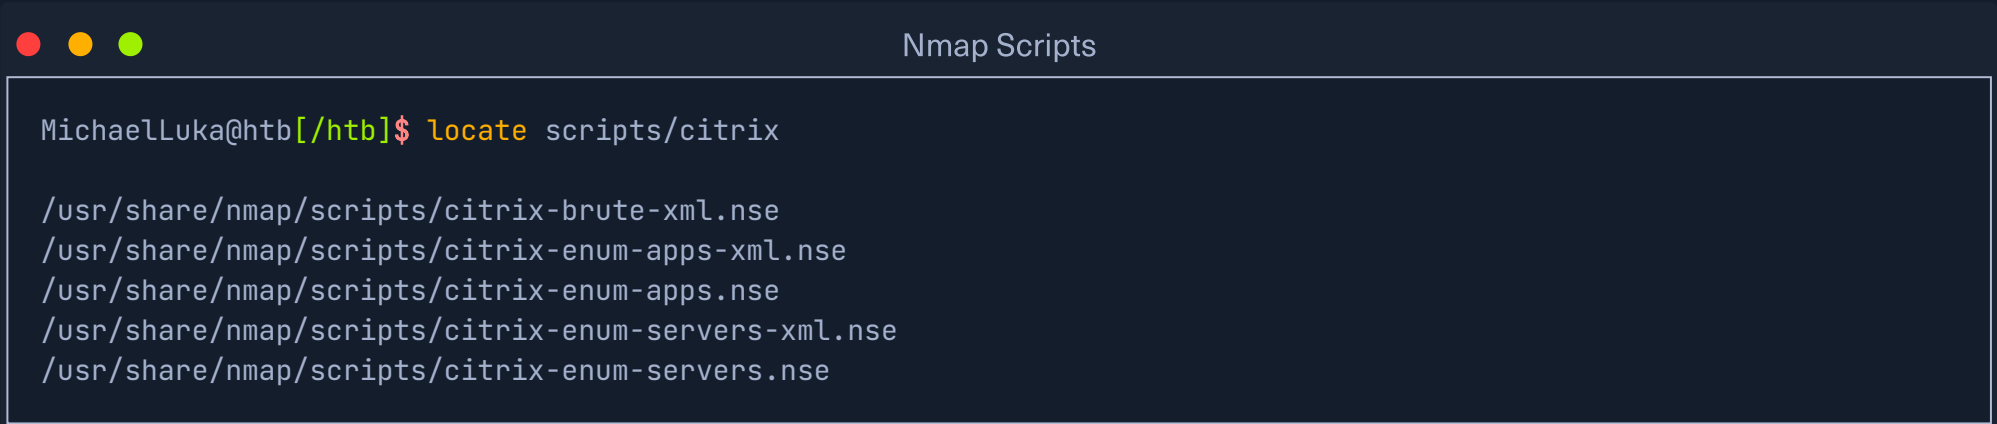 Nmap Scripts
MichaelLuka@htb[/htb]$ locate scripts/citrix
/usr/share/nmap/scripts/citrix-brute-xml.nse
/usr/share/nmap/scripts/citrix-enum-apps-xml.nse
/usr/share/nmap/scripts/citrix-enum-apps.nse
/usr/share/nmap/scripts/citrix-enum-servers-xml.nse
/usr/share/nmap/scripts/citrix-enum-servers.nse